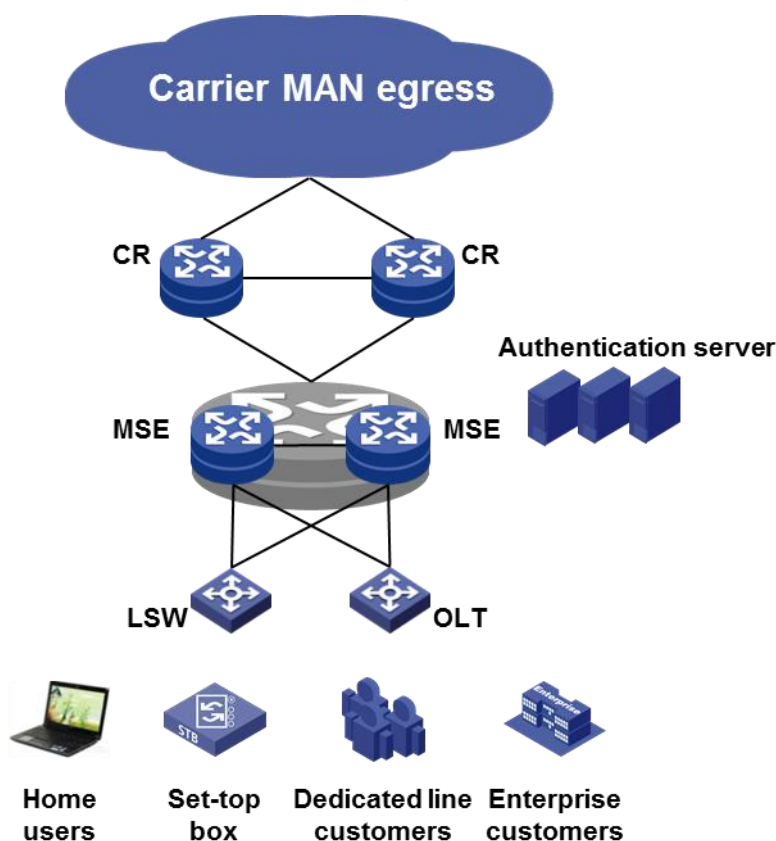 Carrier MAN egress
CR
CR
Authentication server
MSE
MSE
LSW
OLT
STB
Enterprise
Home
users
Set-top
box
Dedicated line
customers
Enterprise
customers